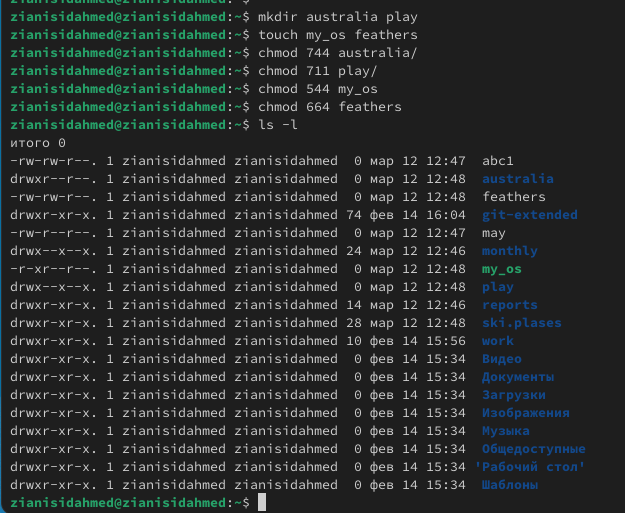 zianisidahmed@zianisidahmed:~$ mkdir australia play
zianisidahmed@zianisidahmed:~$ touch my_os feathers
zianisidahmed@zianisidahmed:~$ chmod 744 australia/
zianisidahmed@zianisidahmed:~$ chmod 711 play/
zianisidahmed@zianisidahmed:~$ chmod 544 my_os
zianisidahmed@zianisidahmed:~$ chmod 664 feathers
zianisidahmed@zianisidahmed:~$ ls -l
итого 0
-rw-rw-r--. 1 zianisidahmed zianisidahmed  0 мар 12 12:47  abc1
drwxr--r--. 1 zianisidahmed zianisidahmed  0 мар 12 12:48  australia
-rw-rw-r--. 1 zianisidahmed zianisidahmed  0 мар 12 12:48  feathers
drwxr-xr-x. 1 zianisidahmed zianisidahmed 74 фев 14 16:04  git-extended
-rw-r--r--. 1 zianisidahmed zianisidahmed  0 мар 12 12:47  may
drwx--x--x. 1 zianisidahmed zianisidahmed 24 мар 12 12:46  monthly
-r-xr--r--. 1 zianisidahmed zianisidahmed  0 мар 12 12:48  my_os
drwx--x--x. 1 zianisidahmed zianisidahmed  0 мар 12 12:48  play
drwxr-xr-x. 1 zianisidahmed zianisidahmed 14 мар 12 12:46  reports
drwxr-xr-x. 1 zianisidahmed zianisidahmed 28 мар 12 12:48  ski.plases
drwxr-xr-x. 1 zianisidahmed zianisidahmed 10 фев 14 15:56  work
drwxr-xr-x. 1 zianisidahmed zianisidahmed  0 фев 14 15:34  Видео
drwxr-xr-x. 1 zianisidahmed zianisidahmed  0 фев 14 15:34  Документы
drwxr-xr-x. 1 zianisidahmed zianisidahmed  0 фев 14 15:34  Загрузки
drwxr-xr-x. 1 zianisidahmed zianisidahmed  0 фев 14 15:34  Изображения
drwxr-xr-x. 1 zianisidahmed zianisidahmed  0 фев 14 15:34  Музыка
drwxr-xr-x. 1 zianisidahmed zianisidahmed  0 фев 14 15:34  Общедоступные
drwxr-xr-x. 1 zianisidahmed zianisidahmed  0 фев 14 15:34 'Рабочий стол'
drwxr-xr-x. 1 zianisidahmed zianisidahmed  0 фев 14 15:34  Шаблоны
zianisidahmed@zianisidahmed:~$